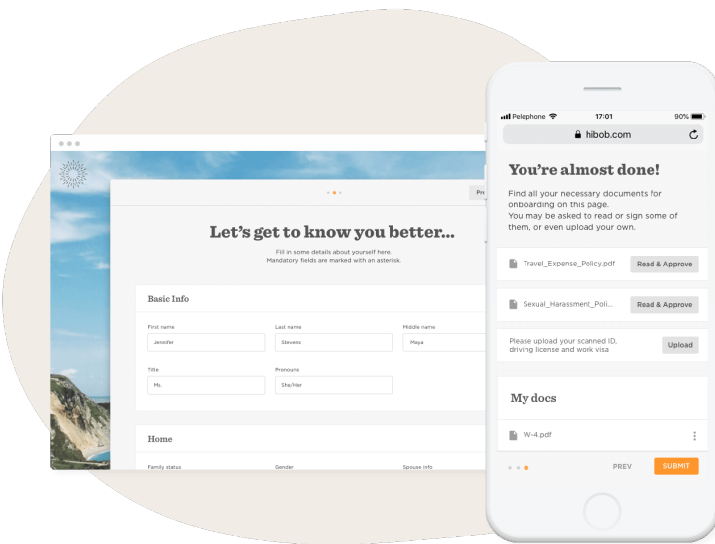 Pr
Let's get to know you better...
Fill in some details about yourself here.
Mandatory fields are marked with an asterisk.
Basic Info
First name
Last name
Middle name
Jennifer
Stevens
Maya
Title
Pronouns
Ms.
She/Her
Home
Family status
Gender
Spouse info
Pelephone
17:01
90%
hibob.com
You're almost done!
Find all your necessary documents for
onboarding on this page.
You may be asked to read or sign some of
them, or even upload your own.
Travel_Expense_Policy.pdf
Read & Approve
Sexual_Harassment_Poli...
Read & Approve
Please upload your scanned ID,
driving license and work visa
Upload
My docs
W-4.pdf
PREV
SUBMIT